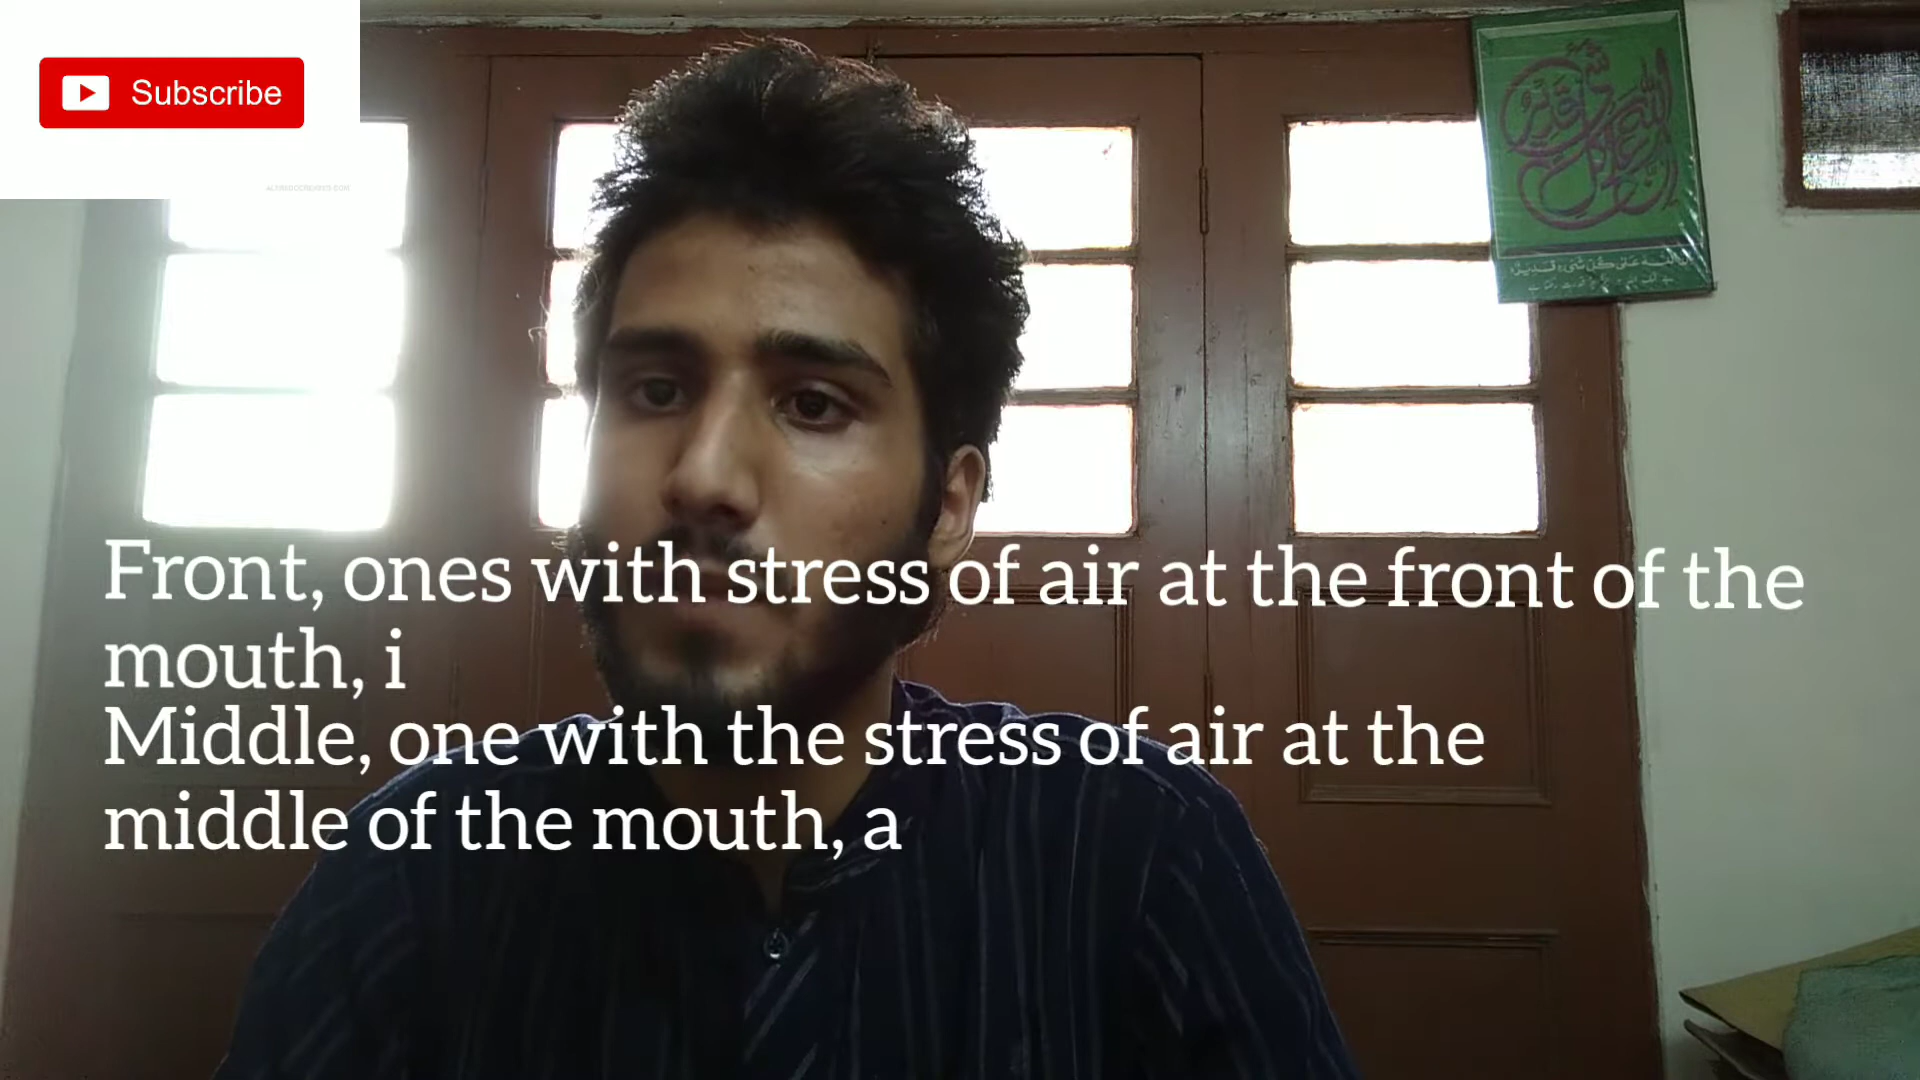 Subscribe
Front, ones with stress of air at the front of the
mouth, i
Middle, one with the stress of air at the
middle of the mouth, a